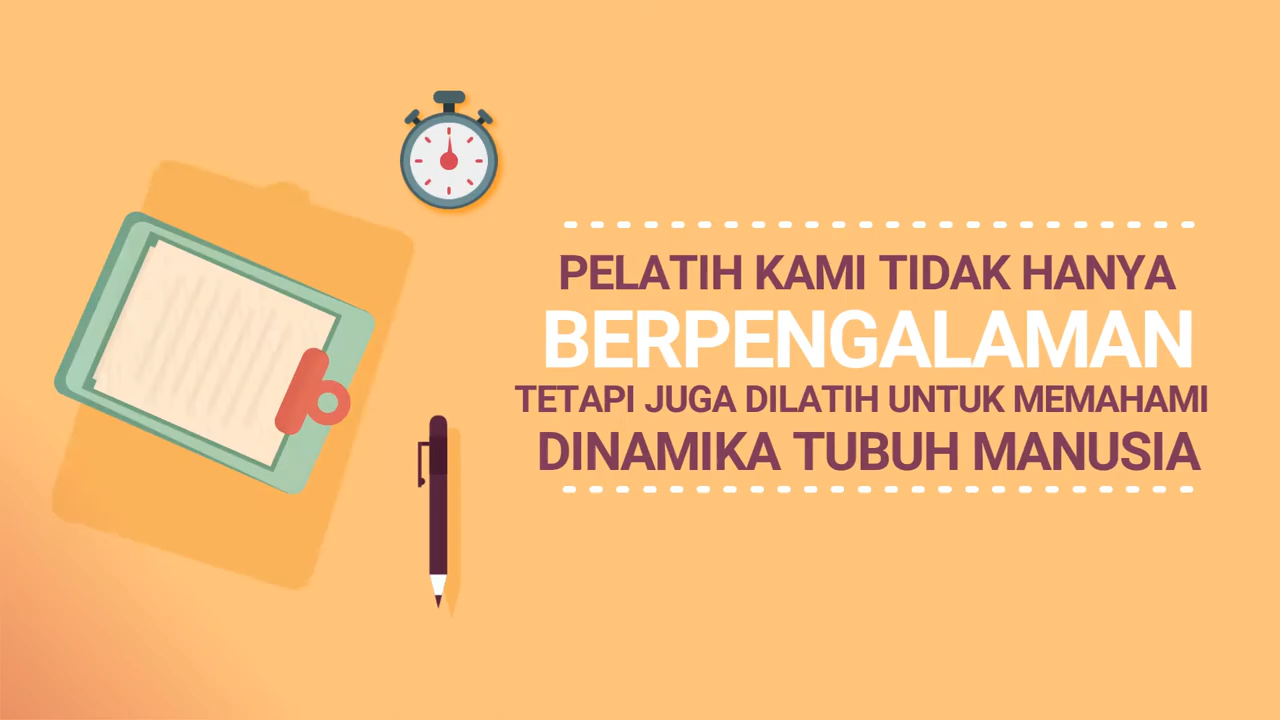 PELATIH KAMI TIDAK HANYA
BERPENGALAMAN
TETAPI JUGA DILATIH UNTUK MEMAHAMI
DINAMIKA TUBUH MANUSIA